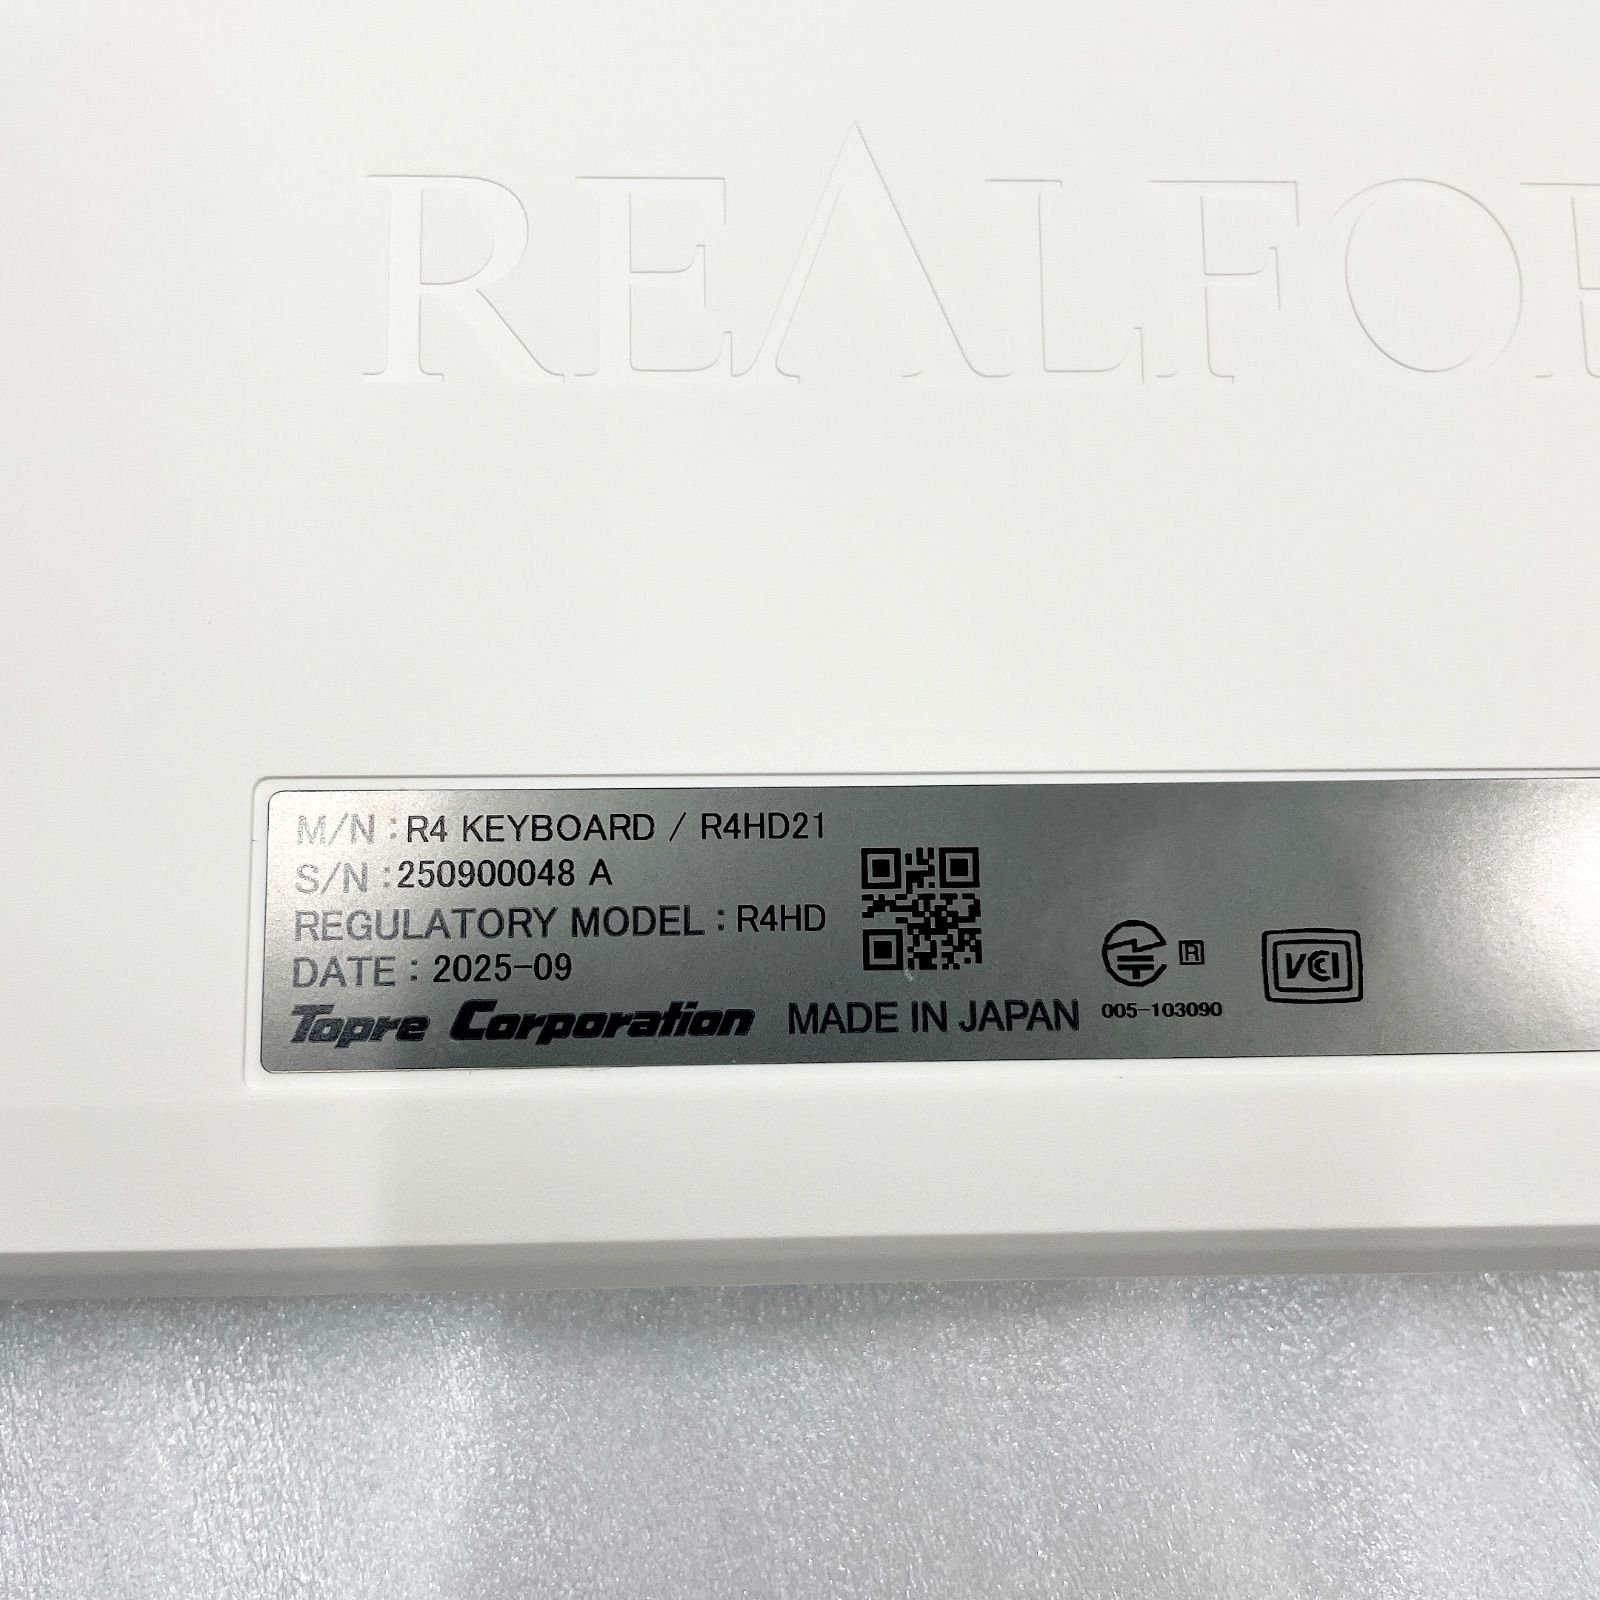 REALFOR
M/N : R4 KEYBOARD / R4HD21
S/N : 250900048 A
REGULATORY MODEL : R4HD
DATE : 2025-09
Topre Corporation MADE IN JAPAN
R
005-103090
VCI